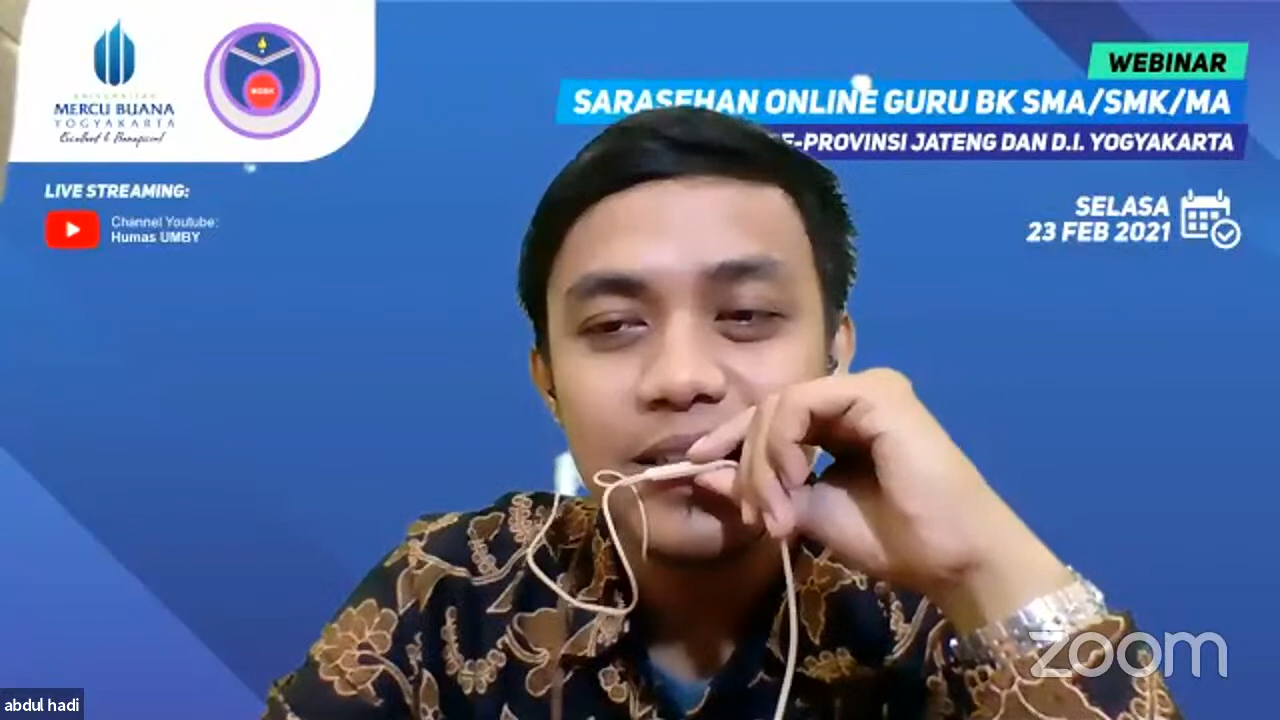 UNIVERSITAS
MERCU BUANA
YOGYAKARTA
Excellent & Humanpreneur
WEBINAR
SARASEHAN ONLINE GURU BK SMA/SMK/MA
E-PROVINSI JATENG DAN D.I. YOGYAKARTA
LIVE STREAMING:
Channel Youtube:
Humas UMBY
SELASA
23 FEB 2021
zoom
abdul hadi